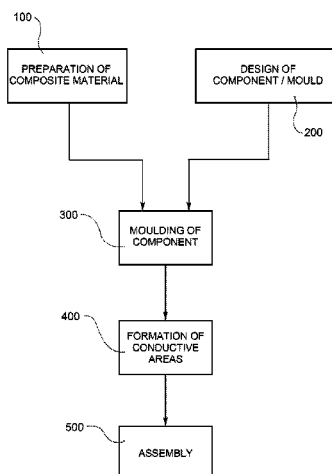 100
PREPARATION OF
COMPOSITE MATERIAL
DESIGN OF
COMPONENT / MOULD
200
300
MOULDING OF
COMPONENT
400
FORMATION OF
CONDUCTIVE
AREAS
500
ASSEMBLY